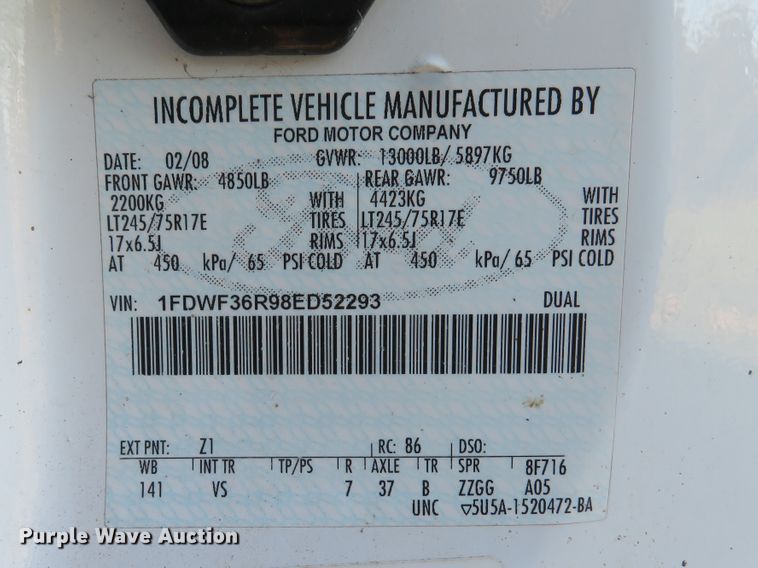 INCOMPLETE VEHICLE MANUFACTURED BY
FORD MOTOR COMPANY
DATE: 02/08 GVWR: 13000LB/ 5897KG
FRONT GAWR: 4850LB REAR GAWR: 9750LB
2200KG WITH 4423KG WITH
LT245/75R17E TIRES LT245/75R17E TIRES
17x6.5J RIMS 17x6.5J RIMS
AT 450 kPa/ 65 PSI COLD AT 450 kPa/ 65 PSI COLD
VIN: 1FDWF36R98ED52293 DUAL
EXT PNT: Z1 RC: 86 DSO:
WB INT TR TP/PS R AXLE TR SPR 8F716
141 VS 7 37 B ZZGG A05
UNC ▽5U5A-1520472-BA
Purple Wave Auction